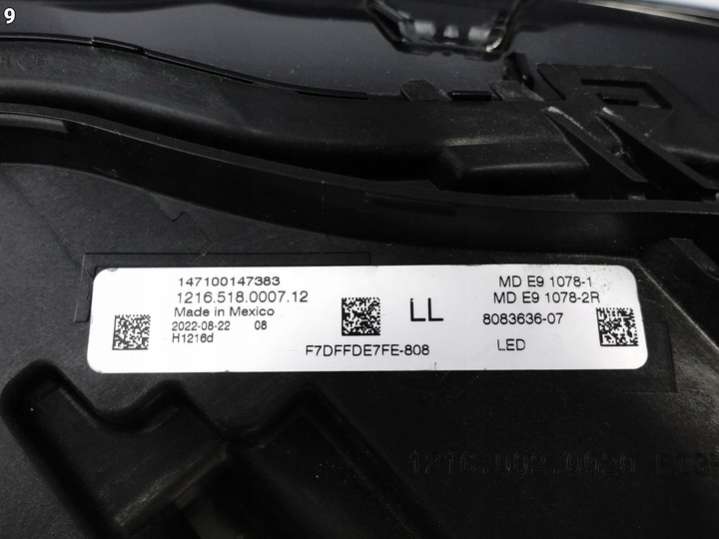 9
147100147383
1216.518.0007.12
Made in Mexico
2022-08-22 08
H1216d
F7DFFDE7FE-808
LL
MD E9 1078-1
MD E9 1078-2R
8083636-07
LED
R